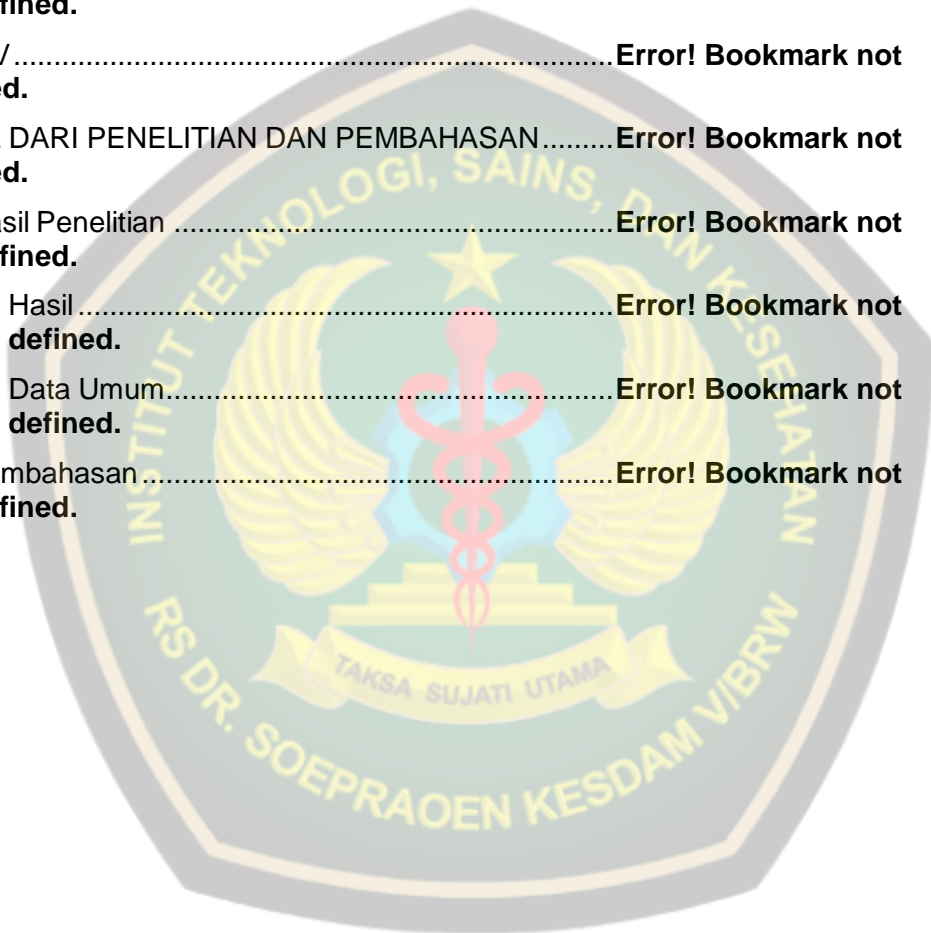 fined.
/ ........................................................................... Error! Bookmark not
ed.
DARI PENELITIAN DAN PEMBAHASAN ......... Error! Bookmark not
ed.
sil Penelitian ...................................................... Error! Bookmark not
fined.
Hasil .................................................................. Error! Bookmark not
defined.
Data Umum ....................................................... Error! Bookmark not
defined.
mbahasan .......................................................... Error! Bookmark not
fined.
INSTITUT TEKNOLOGI, SAINS, DAN KESEHATAN
TAKSA SUJATI UTAMA
RS DR. SOEPRAOEN KESDAM V/BRW